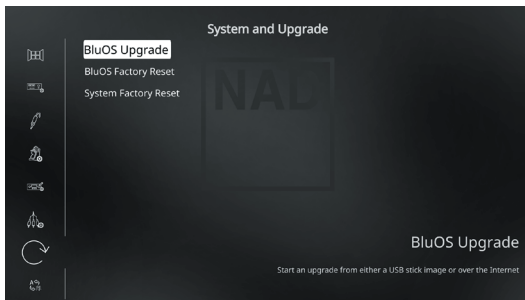 System and Upgrade
BluOS Upgrade
BluOS Factory Reset
System Factory Reset
NAD
BluOS Upgrade
Start an upgrade from either a USB stick image or over the Internet